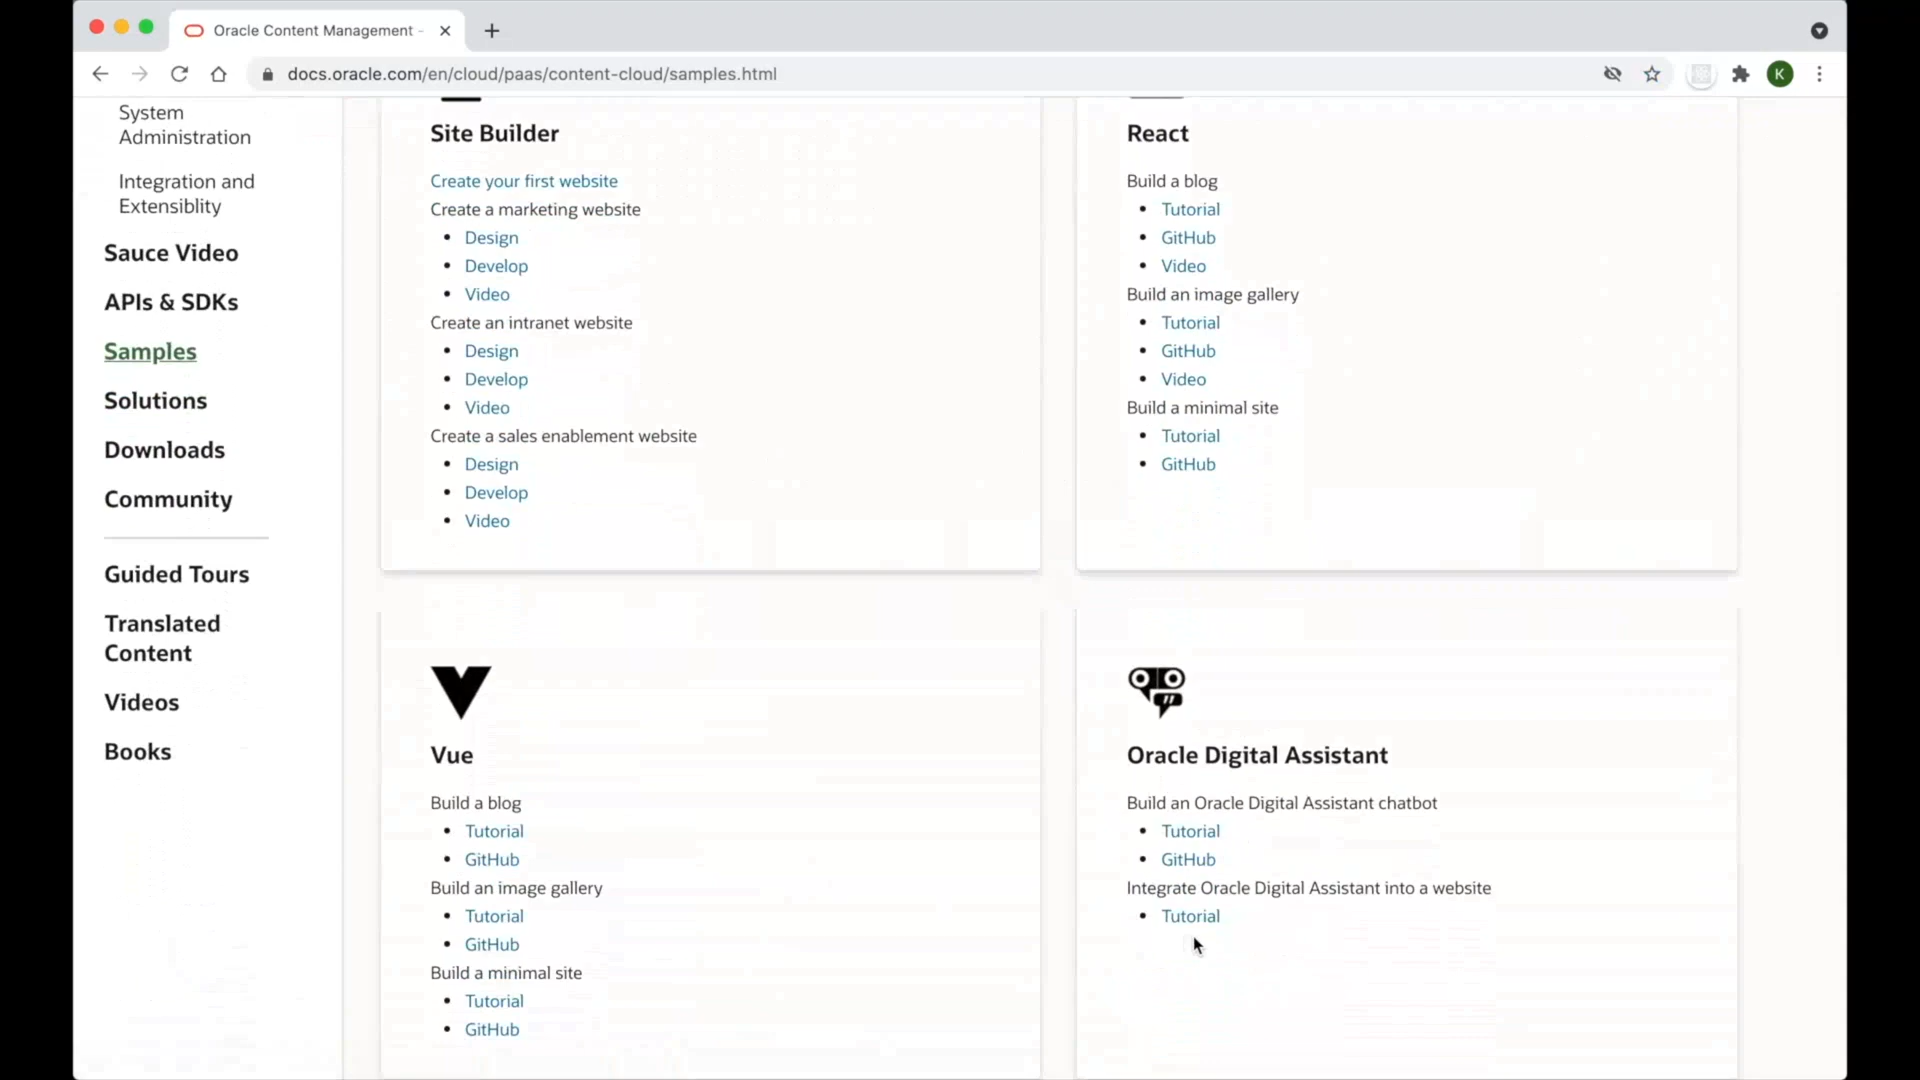 Oracle Content Management -
docs.oracle.com/en/cloud/paas/content-cloud/samples.html
K
System
Administration
Integration and
Extensiblity
Sauce Video
APIs & SDKs
Samples
Solutions
Downloads
Community
Guided Tours
Translated
Content
Videos
Books
Site Builder
Create your first website
Create a marketing website
• Design
• Develop
• Video
Create an intranet website
• Design
• Develop
• Video
Create a sales enablement website
• Design
• Develop
• Video
React
Build a blog
• Tutorial
• GitHub
• Video
Build an image gallery
• Tutorial
• GitHub
• Video
Build a minimal site
• Tutorial
• GitHub
Vue
Build a blog
• Tutorial
• GitHub
Build an image gallery
• Tutorial
• GitHub
Build a minimal site
• Tutorial
• GitHub
Oracle Digital Assistant
Build an Oracle Digital Assistant chatbot
• Tutorial
• GitHub
Integrate Oracle Digital Assistant into a website
• Tutorial